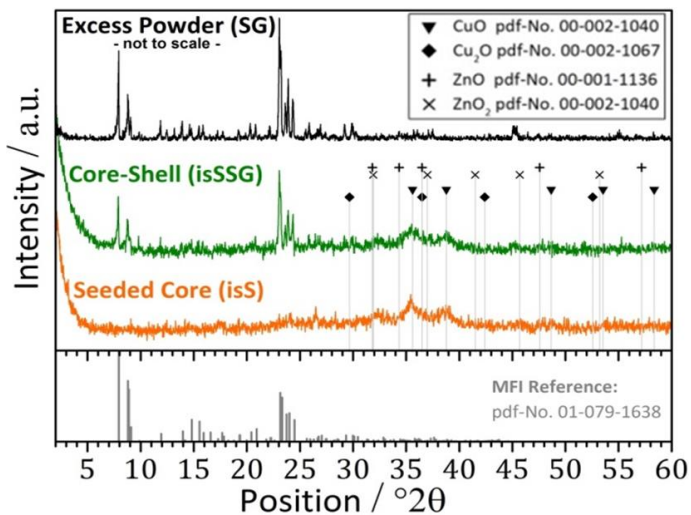 Excess Powder (SG)
- not to scale -
CuO pdf-No. 00-002-1040
Cu₂O pdf-No. 00-002-1067
ZnO pdf-No. 00-001-1136
ZnO₂ pdf-No. 00-002-1040
Core-Shell (isSSG)
Seeded Core (isS)
MFI Reference:
pdf-No. 01-079-1638
Intensity / a.u.
5 10 15 20 25 30 35 40 45 50 55 60
Position / °2θ